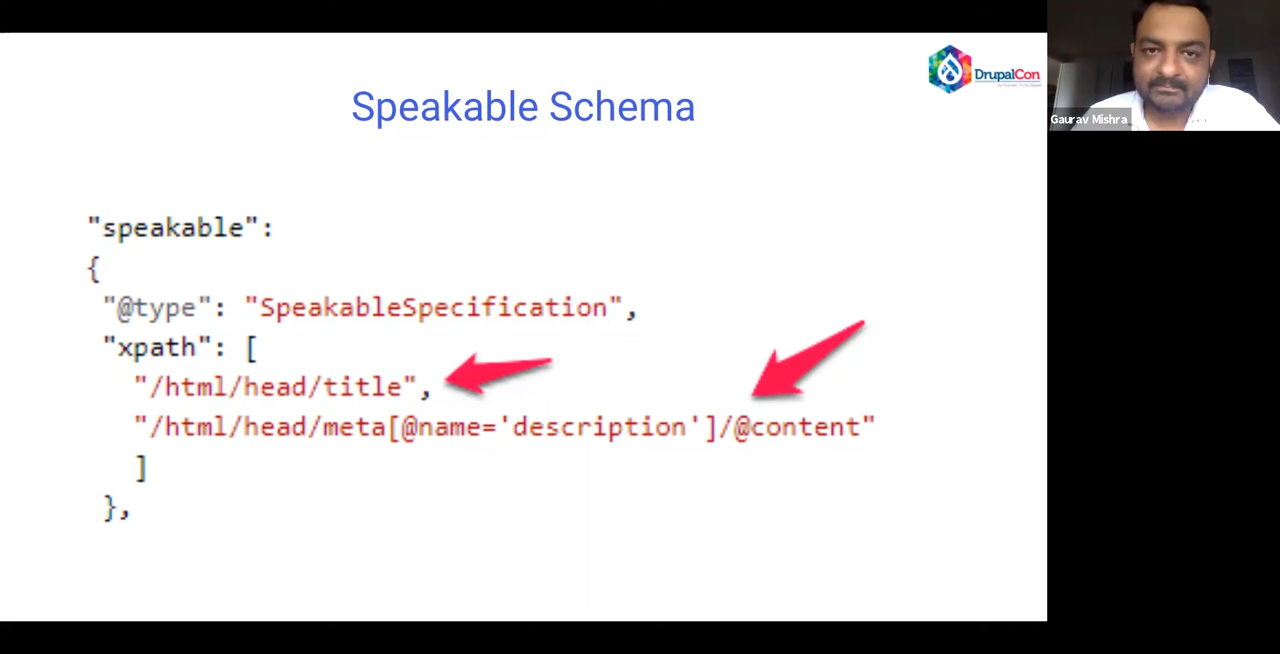 DrupalCon
Speakable Schema
Gaurav Mishra
"speakable":
{
"@type": "SpeakableSpecification",
"xpath": [
"/html/head/title",
"/html/head/meta[@name='description']/@content"
]
},